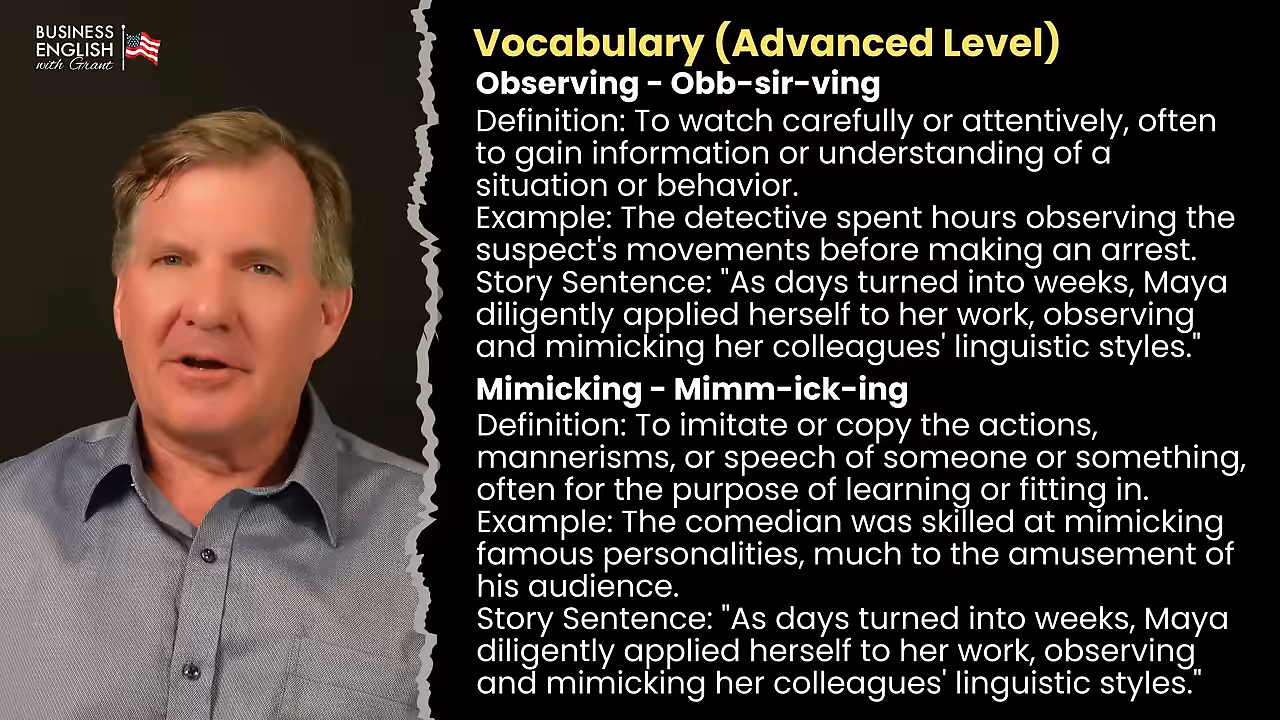 BUSINESS
ENGLISH
with Grant
Vocabulary (Advanced Level)
Observing - Obb-sir-ving
Definition: To watch carefully or attentively, often
to gain information or understanding of a
situation or behavior.
Example: The detective spent hours observing the
suspect's movements before making an arrest.
Story Sentence: "As days turned into weeks, Maya
diligently applied herself to her work, observing
and mimicking her colleagues' linguistic styles."
Mimicking - Mimm-ick-ing
Definition: To imitate or copy the actions,
mannerisms, or speech of someone or something,
often for the purpose of learning or fitting in.
Example: The comedian was skilled at mimicking
famous personalities, much to the amusement of
his audience.
Story Sentence: "As days turned into weeks, Maya
diligently applied herself to her work, observing
and mimicking her colleagues' linguistic styles."